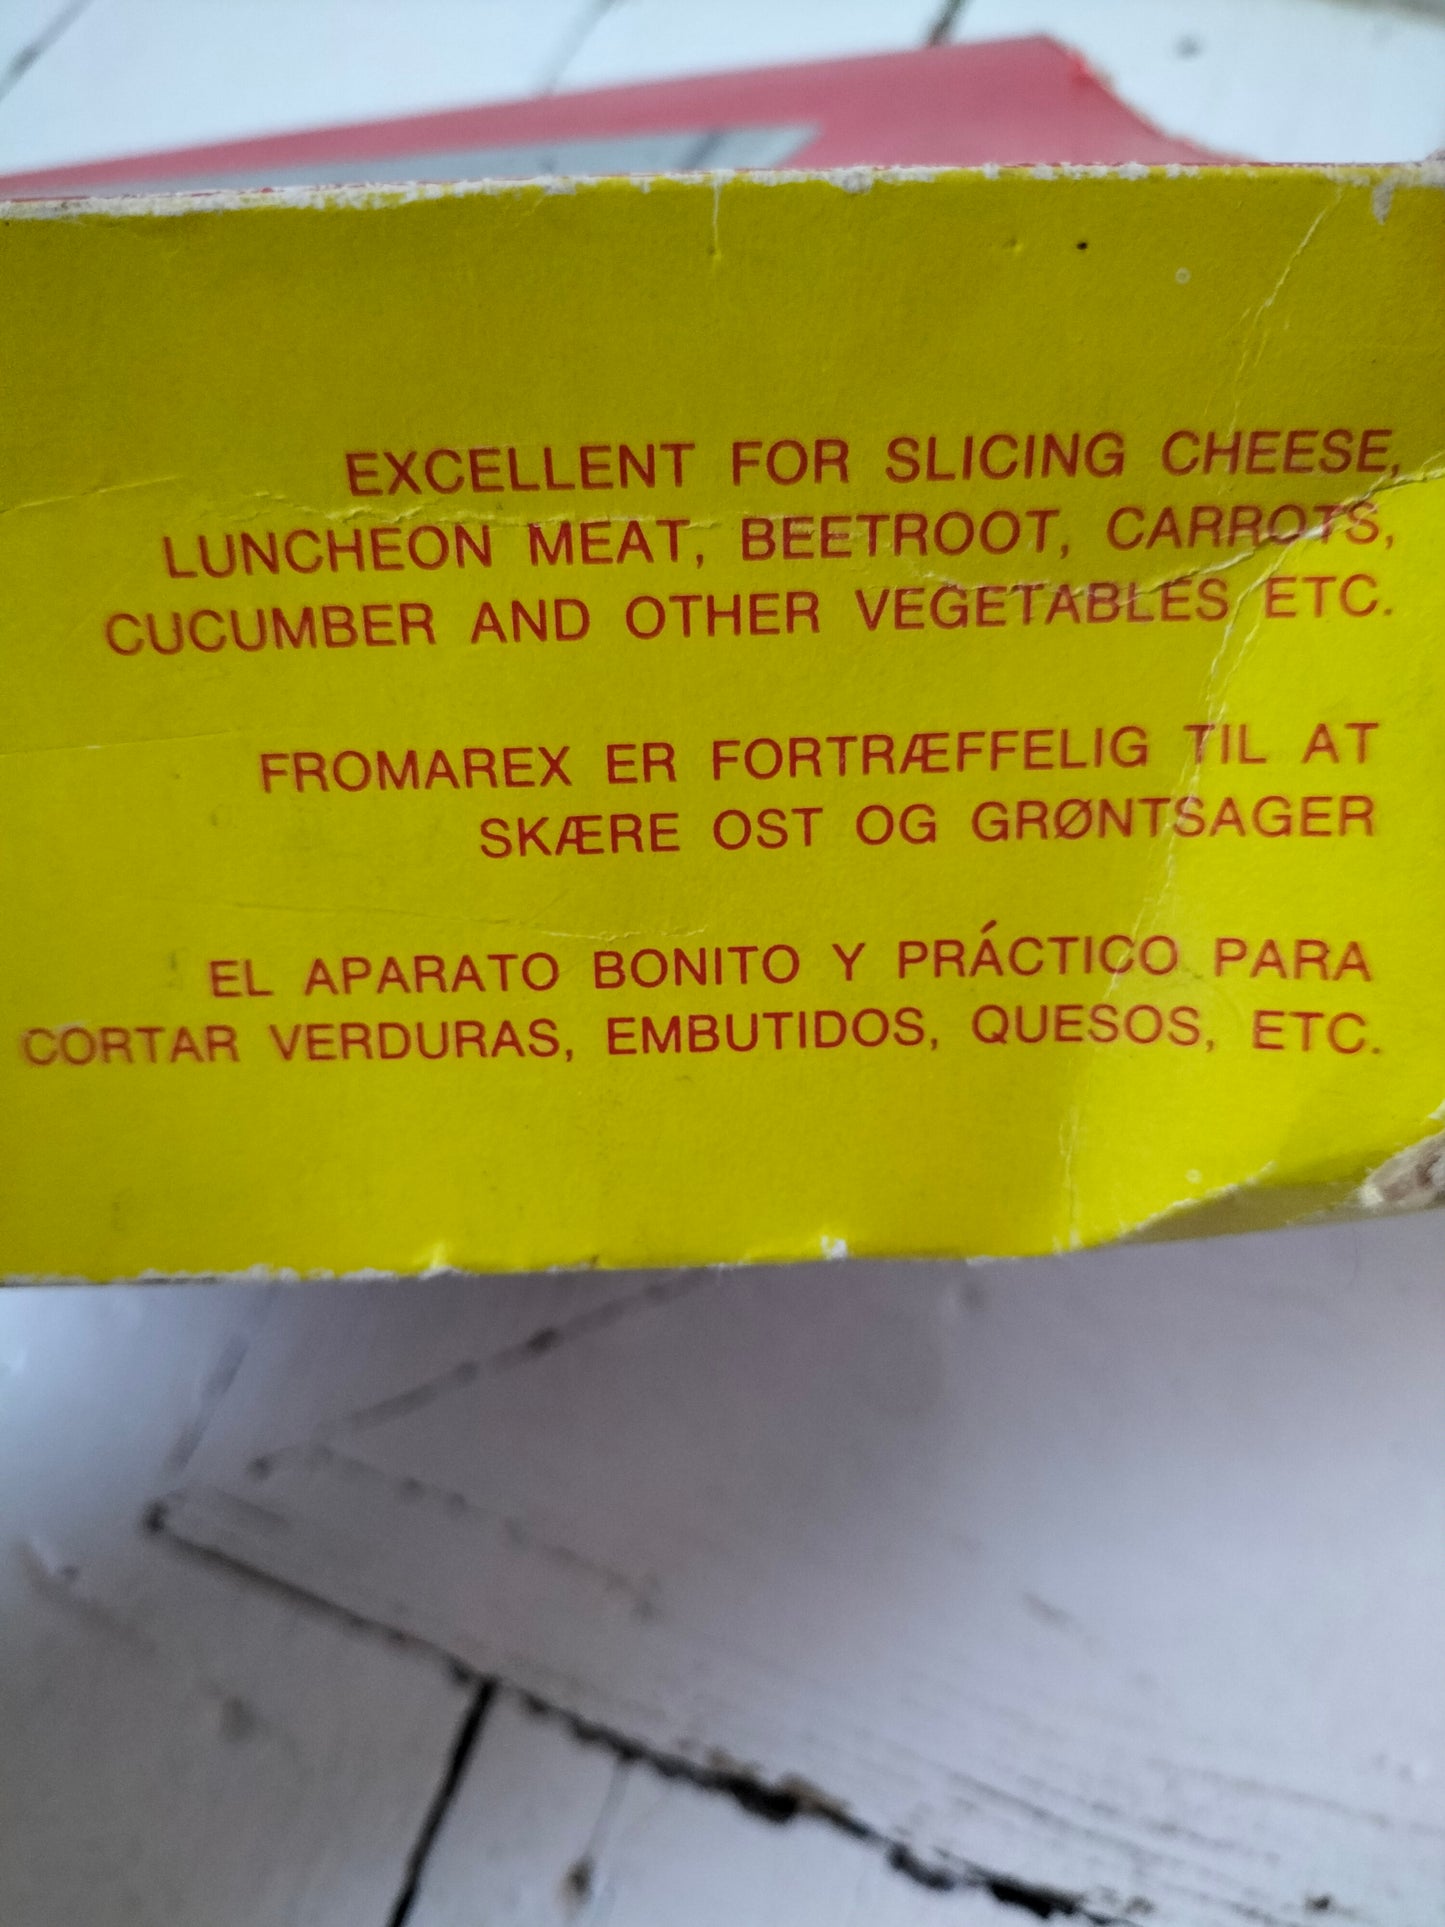 EXCELLENT FOR SLICING CHEESE,
LUNCHEON MEAT, BEETROOT, CARROTS,
CUCUMBER AND OTHER VEGETABLES ETC.
FROMAREX ER FORTRÆFFELIG TIL AT
SKÆRE OST OG GRØNTSAGER
EL APARATO BONITO Y PRÁCTICO PARA
CORTAR VERDURAS, EMBUTIDOS, QUESOS, ETC.